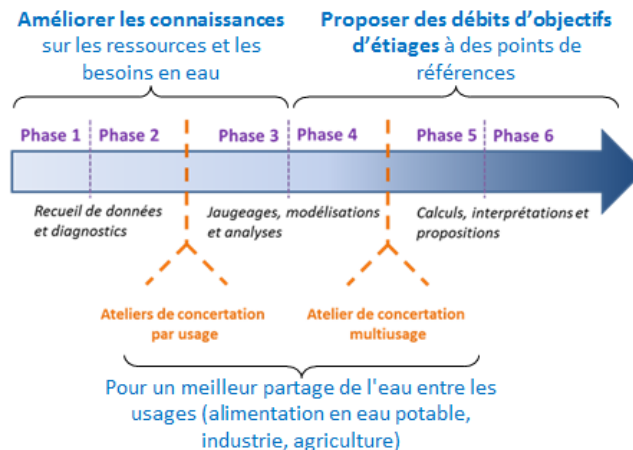 Améliorer les connaissances
sur les ressources et les
besoins en eau
Proposer des débits d'objectifs
d'étiages à des points de
références
Phase 1
Phase 2
Phase 3
Phase 4
Phase 5
Phase 6
Recueil de données
et diagnostics
Jaugeages, modélisations
et analyses
Calculs, interprétations et
propositions
Ateliers de concertation
par usage
Atelier de concertation
multiusage
Pour un meilleur partage de l'eau entre les
usages (alimentation en eau potable,
industrie, agriculture)